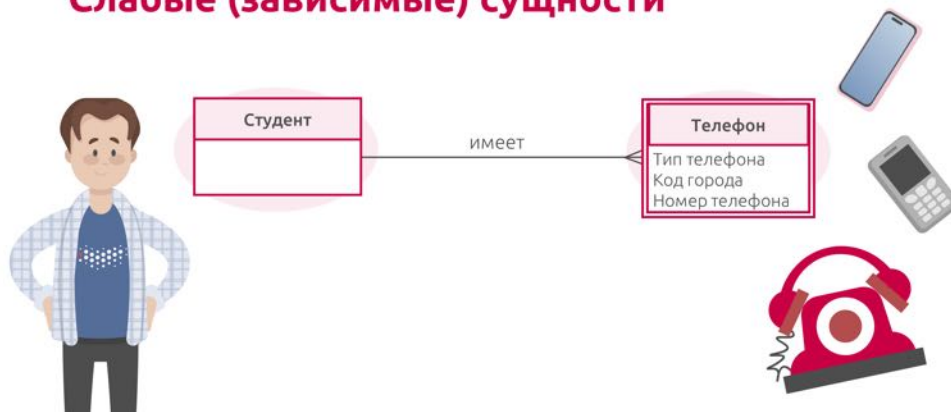 Слабые (зависимые) сущности
Студент
имеет
Телефон
Тип телефона
Код города
Номер телефона